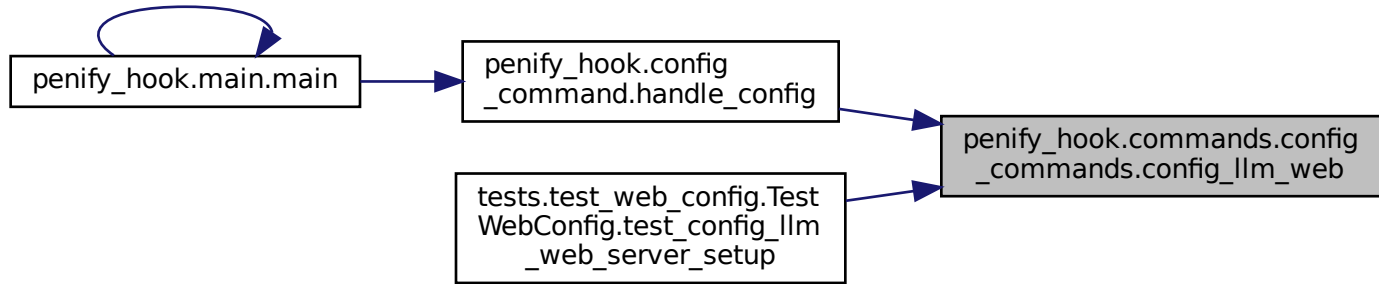 penify_hook.main.main
penify_hook.config
_command.handle_config
tests.test_web_config.Test
WebConfig.test_config_llm
_web_server_setup
penify_hook.commands.config
_commands.config_llm_web